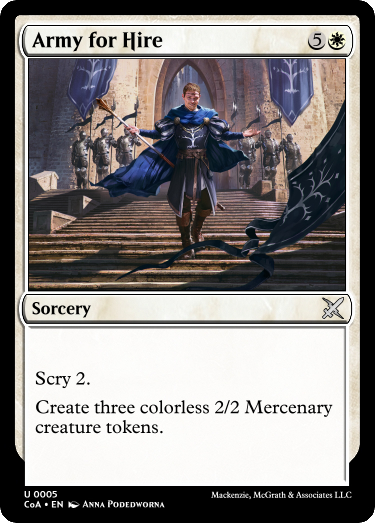 Army for Hire 5
Sorcery
Scry 2.
Create three colorless 2/2 Mercenary
creature tokens.
U 0005
CoA • EN Anna Podedworna
Mackenzie, McGrath & Associates LLC